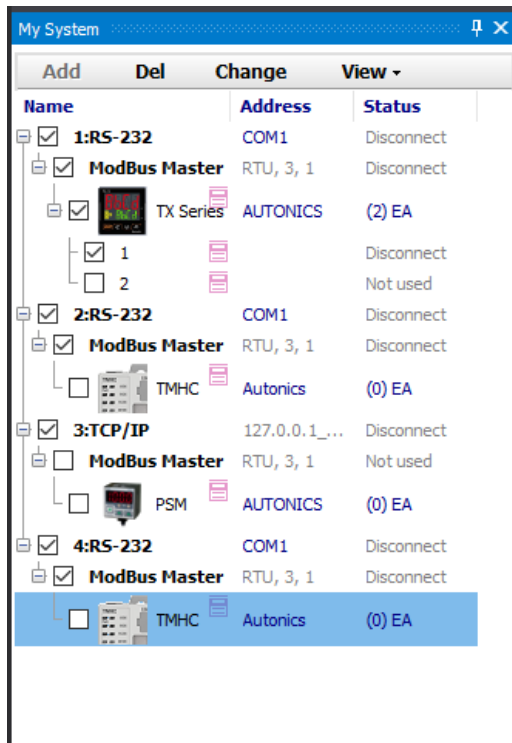 My System
Add Del Change View
Name Address Status
1:RS-232 COM1 Disconnect
ModBus Master RTU, 3, 1 Disconnect
TX Series AUTONICS (2) EA
1 Disconnect
2 Not used
2:RS-232 COM1 Disconnect
ModBus Master RTU, 3, 1 Disconnect
TMHC Autonics (0) EA
3:TCP/IP 127.0.0.1_... Disconnect
ModBus Master RTU, 3, 1 Not used
PSM AUTONICS (0) EA
4:RS-232 COM1 Disconnect
ModBus Master RTU, 3, 1 Disconnect
TMHC Autonics (0) EA